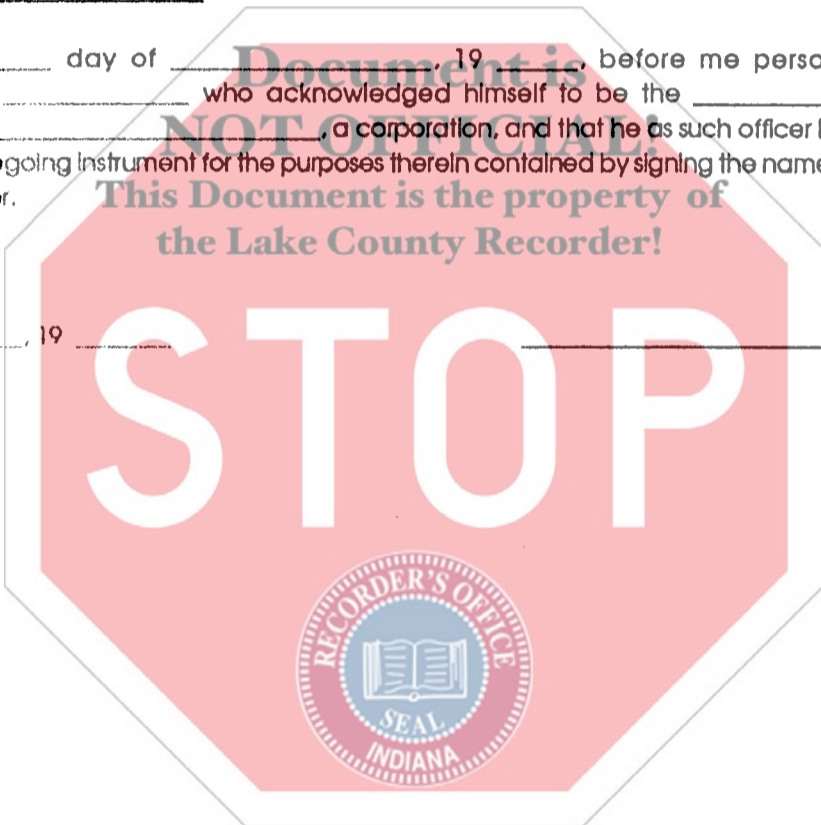 day of , 19 , before me perso
Document is
who acknowledged himself to be the
NOT OFFICIAL!
, a corporation, and that he as such officer
going instrument for the purposes therein contained by signing the name
r.
This Document is the property of
the Lake County Recorder!
, 19
STOP
RECORDER'S OFFICE
SEAL
INDIANA